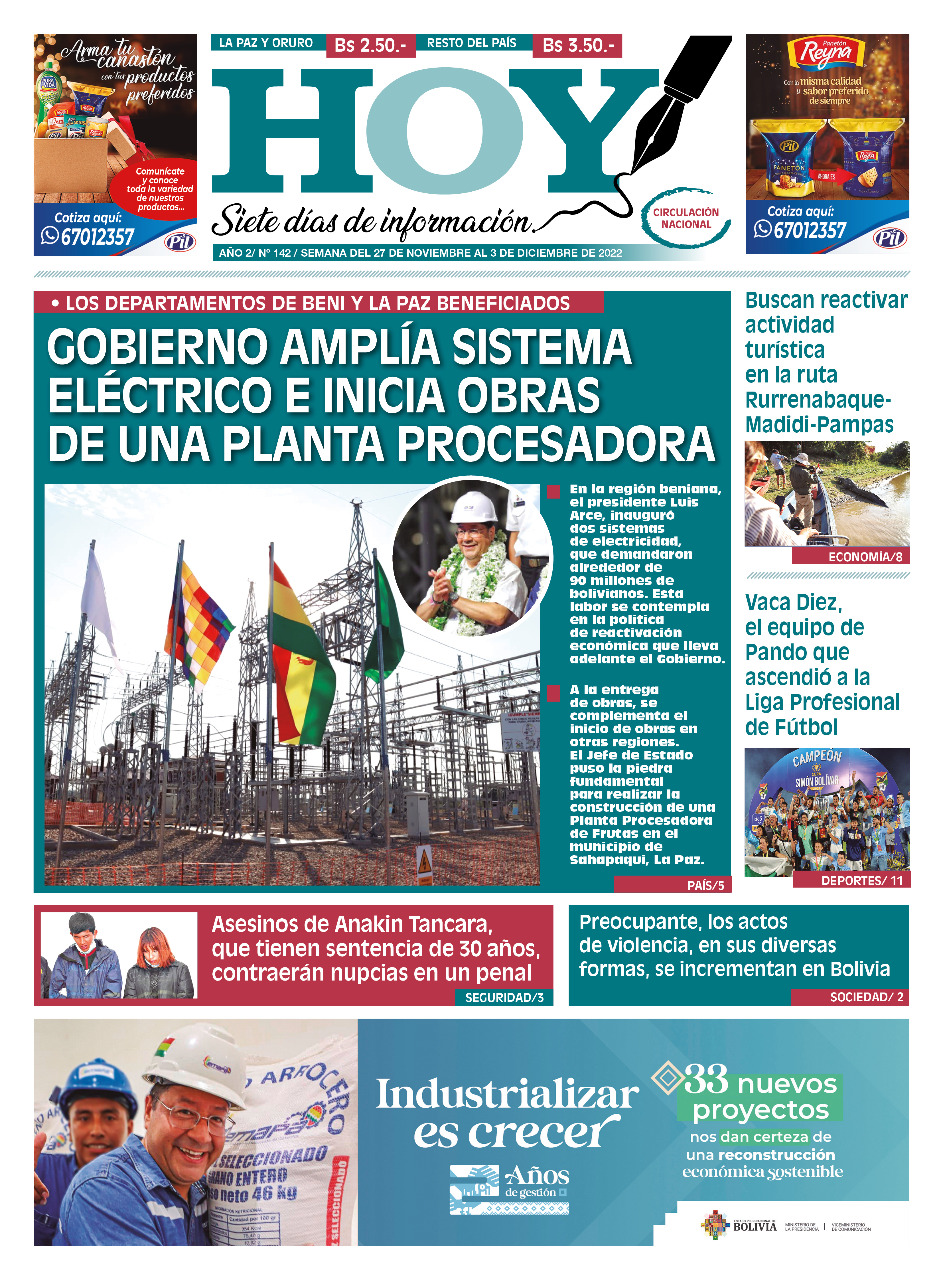 Arma tu
canastón
con tus productos
preferidos
Comunícate
y conoce
toda la variedad
de nuestros
productos...
Cotiza aquí:
67012357
Pil
LA PAZ Y ORURO
Bs 2.50.-
RESTO DEL PAÍS
Bs 3.50.-
HOY
Siete días de información.
CIRCULACIÓN
NACIONAL
AÑO 2/ N° 142 / SEMANA DEL 27 DE NOVIEMBRE AL 3 DE DICIEMBRE DE 2022
Panetón
Reyna
Con la misma calidad
y sabor preferido
de siempre
Pil
PANETÓN
AHORA ES
Reyna
Cotiza aquí:
67012357
Pil
• LOS DEPARTAMENTOS DE BENI Y LA PAZ BENEFICIADOS
GOBIERNO AMPLÍA SISTEMA
ELÉCTRICO E INICIA OBRAS
DE UNA PLANTA PROCESADORA
En la región beniana,
el presidente Luis
Arce, inauguró
dos sistemas
de electricidad,
que demandaron
alrededor de
90 millones de
bolivianos. Esta
labor se contempla
en la política
de reactivación
económica que lleva
adelante el Gobierno.
A la entrega
de obras, se
complementa el
inicio de obras en
otras regiones.
El Jefe de Estado
puso la piedra
fundamental
para realizar la
construcción de una
Planta Procesadora
de Frutas en el
municipio de
Sahapaqui, La Paz.
PAÍS/5
Buscan reactivar
actividad
turística
en la ruta
Rurrenabaque-
Madidi-Pampas
ECONOMÍA/8
Vaca Diez,
el equipo de
Pando que
ascendió a la
Liga Profesional
de Fútbol
CAMPEÓN
SIMÓN BOLÍVAR
DEPORTES/ 11
Asesinos de Anakin Tancara,
que tienen sentencia de 30 años,
contraerán nupcias en un penal
SEGURIDAD/3
Preocupante, los actos
de violencia, en sus diversas
formas, se incrementan en Bolivia
SOCIEDAD/ 2
emapa
ARROCERO
emapa
SELECCIONADO
GRANO ENTERO
Peso neto 46 kg
SELECCIONADO
Industrializar
es crecer
2 Años
de gestión
33 nuevos
proyectos
nos dan certeza de
una reconstrucción
económica sostenible
BOLIVIA
MINISTERIO DE
LA PRESIDENCIA
VICEMINISTERIO
DE COMUNICACIÓN